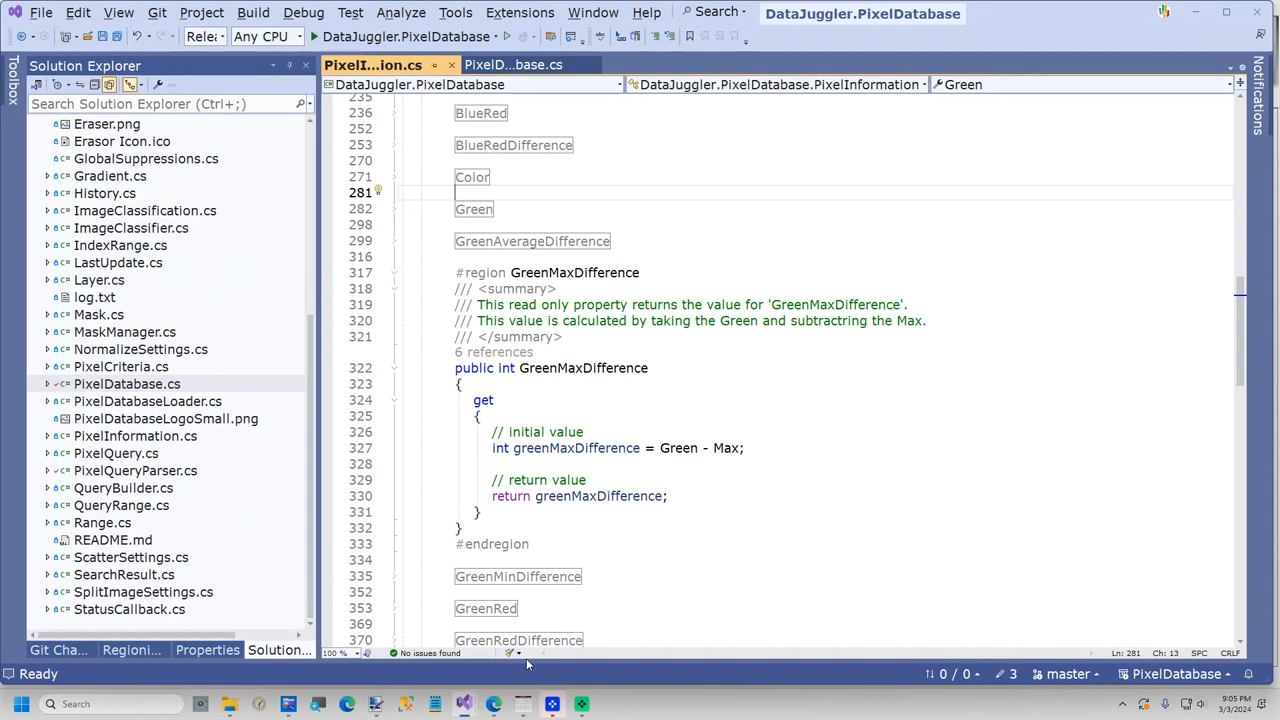 File Edit View Git Project Build Debug Test Analyze Tools Extensions Window Help Search DataJuggler.PixelDatabase
Relea Any CPU DataJuggler.PixelDatabase
Toolbox
Solution Explorer
Search Solution Explorer (Ctrl+;)
Eraser.png
Erasor Icon.ico
GlobalSuppressions.cs
Gradient.cs
History.cs
ImageClassification.cs
ImageClassifier.cs
IndexRange.cs
LastUpdate.cs
Layer.cs
log.txt
Mask.cs
MaskManager.cs
NormalizeSettings.cs
PixelCriteria.cs
PixelDatabase.cs
PixelDatabaseLoader.cs
PixelDatabaseLogoSmall.png
PixelInformation.cs
PixelQuery.cs
PixelQueryParser.cs
QueryBuilder.cs
QueryRange.cs
Range.cs
README.md
ScatterSettings.cs
SearchResult.cs
SplitImageSettings.cs
StatusCallback.cs
Git Cha... Regioni... Properties Solution...
PixelI...ion.cs PixelD...base.cs
DataJuggler.PixelDatabase DataJuggler.PixelDatabase.PixelInformation Green
235
236 BlueRed
252
253 BlueRedDifference
270
271 Color
281
282 Green
298
299 GreenAverageDifference
316
317 #region GreenMaxDifference
318 /// <summary>
319 /// This read only property returns the value for 'GreenMaxDifference'.
320 /// This value is calculated by taking the Green and subtractring the Max.
321 /// </summary>
6 references
322 public int GreenMaxDifference
323 {
324 get
325 {
326 // initial value
327 int greenMaxDifference = Green - Max;
328
329 // return value
330 return greenMaxDifference;
331 }
332 }
333 #endregion
334
335 GreenMinDifference
352
353 GreenRed
369
370 GreenRedDifference
100 % No issues found Ln: 281 Ch: 13 SPC CRLF
Notifications
Ready 0 / 0 3 master PixelDatabase
Search 9:05 PM
3/3/2024